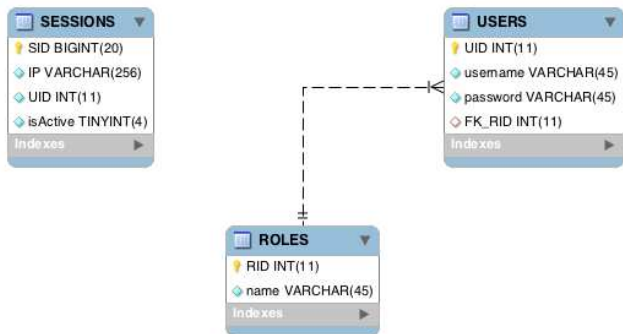 SESSIONS
SID BIGINT(20)
IP VARCHAR(256)
UID INT(11)
isActive TINYINT(4)
Indexes
USERS
UID INT(11)
username VARCHAR(45)
password VARCHAR(45)
FK_RID INT(11)
Indexes
ROLES
RID INT(11)
name VARCHAR(45)
Indexes